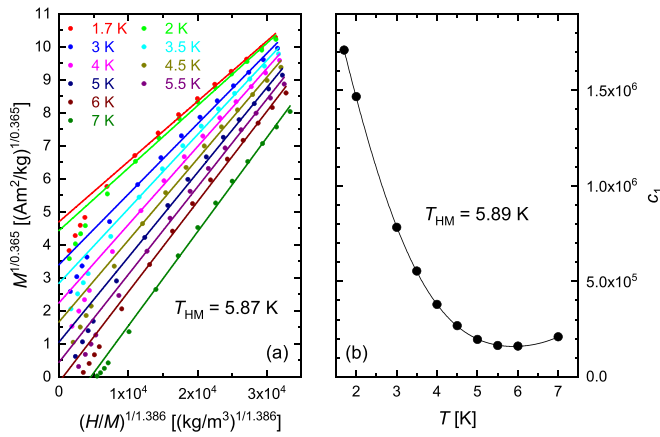 11
10
9
8
7
6
5
4
3
2
1
0
M^1/0.365 [(Am²/kg)^1/0.365]
1.7 K 2 K
3 K 3.5 K
4 K 4.5 K
5 K 5.5 K
6 K
7 K
T_HM = 5.87 K
(a)
0 1x10⁴ 2x10⁴ 3x10⁴
(H/M)^1/1.386 [(kg/m³)^1/1.386]
T_HM = 5.89 K
(b)
2 3 4 5 6 7
T [K]
1.5x10⁶
1.0x10⁶
5.0x10⁵
0.0
c₁